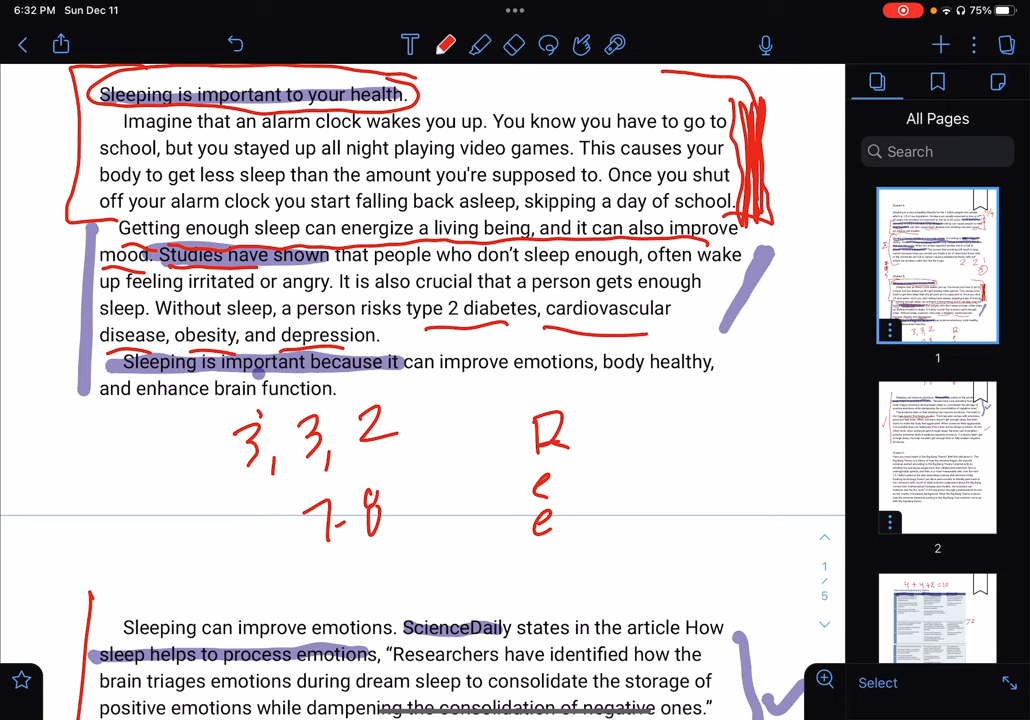 6:32 PM Sun Dec 11
75%
All Pages
Search
Sleeping is important to your health.
Imagine that an alarm clock wakes you up. You know you have to go to
school, but you stayed up all night playing video games. This causes your
body to get less sleep than the amount you're supposed to. Once you shut
off your alarm clock you start falling back asleep, skipping a day of school.
Getting enough sleep can energize a living being, and it can also improve
mood. Studies have shown that people who don't sleep enough, often wake
up feeling irritated or angry. It is also crucial that a person gets enough
sleep. Without sleep, a person risks type 2 diabetes, cardiovascular
disease, obesity, and depression.
Sleeping is important because it can improve emotions, body healthy,
and enhance brain function.
3, 3, 2
7-8
R
e
e
Sleeping can improve emotions. ScienceDaily states in the article How
sleep helps to process emotions, “Researchers have identified how the
brain triages emotions during dream sleep to consolidate the storage of
positive emotions while dampening the consolidation of negative ones.”
1
/
5
1
2
4 + 4 + 2 = 10
Select